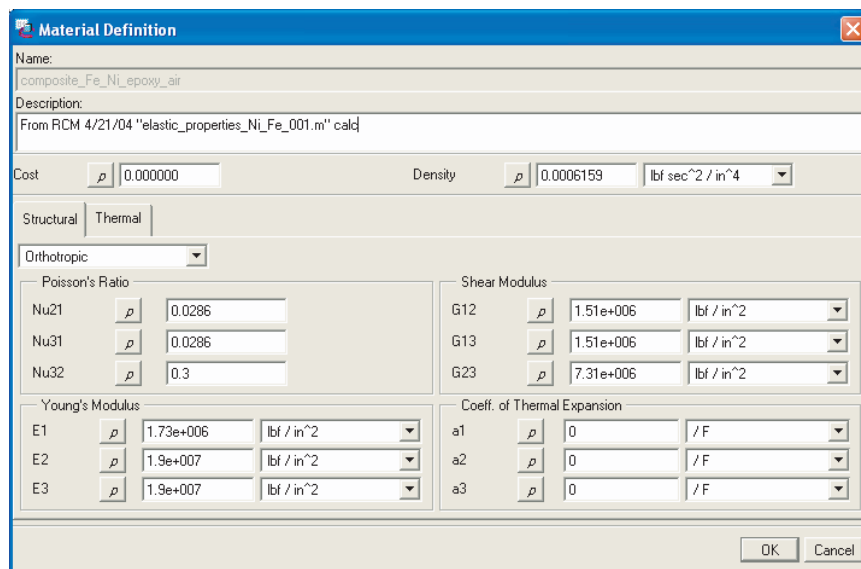 Material Definition
Name:
composite_Fe_Ni_epoxy_air
Description:
From RCM 4/21/04 "elastic_properties_Ni_Fe_001.m" calc
Cost p 0.000000 Density p 0.0006159 lbf sec^2 / in^4
Structural Thermal
Orthotropic
Poisson's Ratio Shear Modulus
Nu21 p 0.0286 G12 p 1.51e+006 lbf / in^2
Nu31 p 0.0286 G13 p 1.51e+006 lbf / in^2
Nu32 p 0.3 G23 p 7.31e+006 lbf / in^2
Young's Modulus Coeff. of Thermal Expansion
E1 p 1.73e+006 lbf / in^2 a1 p 0 / F
E2 p 1.9e+007 lbf / in^2 a2 p 0 / F
E3 p 1.9e+007 lbf / in^2 a3 p 0 / F
OK Cancel